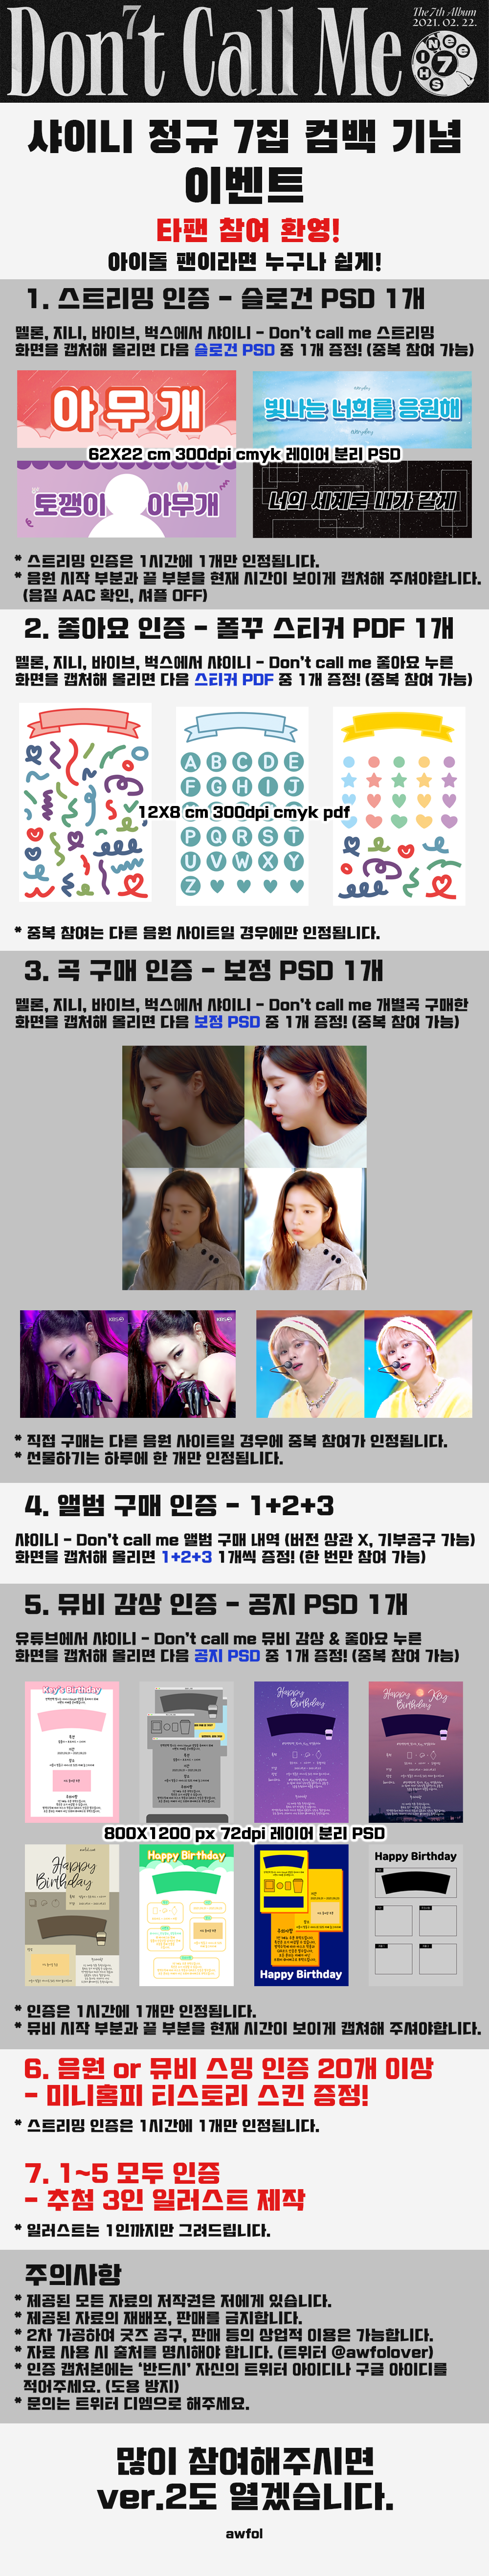 Don't Call Me
7
The 7th Album
2021. 02. 22.
SHINee
7
샤이니 정규 7집 컴백 기념
이벤트
타팬 참여 환영!
아이돌 팬이라면 누구나 쉽게!
1. 스트리밍 인증 - 슬로건 PSD 1개
멜론, 지니, 바이브, 벅스에서 샤이니 - Don't call me 스트리밍
화면을 캡처해 올리면 다음 슬로건 PSD 중 1개 증정! (중복 참여 가능)
아무개
빛나는 너희를 응원해
62X22 cm 300dpi cmyk 레이어 분리 PSD
토깽이 아무개
너의 세계로 내가 갈게
* 스트리밍 인증은 1시간에 1개만 인정됩니다.
* 음원 시작 부분과 끝 부분을 현재 시간이 보이게 캡처해 주셔야합니다.
(음질 AAC 확인, 셔플 OFF)
2. 좋아요 인증 - 폴꾸 스티커 PDF 1개
멜론, 지니, 바이브, 벅스에서 샤이니 - Don't call me 좋아요 누른
화면을 캡처해 올리면 다음 스티커 PDF 중 1개 증정! (중복 참여 가능)
A B C D E
F G H I J
12X8 cm 300dpi cmyk pdf
P Q R S T
U V W X Y
Z
* 중복 참여는 다른 음원 사이트일 경우에만 인정됩니다.
3. 곡 구매 인증 - 보정 PSD 1개
멜론, 지니, 바이브, 벅스에서 샤이니 - Don't call me 개별곡 구매한
화면을 캡처해 올리면 다음 보정 PSD 중 1개 증정! (중복 참여 가능)
KBS
KBS
* 직접 구매는 다른 음원 사이트일 경우에 중복 참여가 인정됩니다.
* 선물하기는 하루에 한 개만 인정됩니다.
4. 앨범 구매 인증 - 1+2+3
샤이니 - Don't call me 앨범 구매 내역 (버전 상관 X, 기부공구 가능)
화면을 캡처해 올리면 1+2+3 1개씩 증정! (한 번만 참여 가능)
5. 뮤비 감상 인증 - 공지 PSD 1개
유튜브에서 샤이니 - Don't call me 뮤비 감상 & 좋아요 누른
화면을 캡처해 올리면 다음 공지 PSD 중 1개 증정! (중복 참여 가능)
Key's Birthday
Happy Birthday
Happy Key Birthday
800X1200 px 72dpi 레이어 분리 PSD
Happy Birthday
Happy Birthday
Happy Birthday
Happy Birthday
* 인증은 1시간에 1개만 인정됩니다.
* 뮤비 시작 부분과 끝 부분을 현재 시간이 보이게 캡처해 주셔야합니다.
6. 음원 or 뮤비 스밍 인증 20개 이상
- 미니홈피 티스토리 스킨 증정!
* 스트리밍 인증은 1시간에 1개만 인정됩니다.
7. 1~5 모두 인증
- 추첨 3인 일러스트 제작
* 일러스트는 1인까지만 그려드립니다.
주의사항
* 제공된 모든 자료의 저작권은 저에게 있습니다.
* 제공된 자료의 재배포, 판매를 금지합니다.
* 2차 가공하여 굿즈 공구, 판매 등의 상업적 이용은 가능합니다.
* 자료 사용 시 출처를 명시해야 합니다. (트위터 @awfolover)
* 인증 캡처본에는 '반드시' 자신의 트위터 아이디나 구글 아이디를
적어주세요. (도용 방지)
* 문의는 트위터 디엠으로 해주세요.
많이 참여해주시면
ver.2도 열겠습니다.
awfol